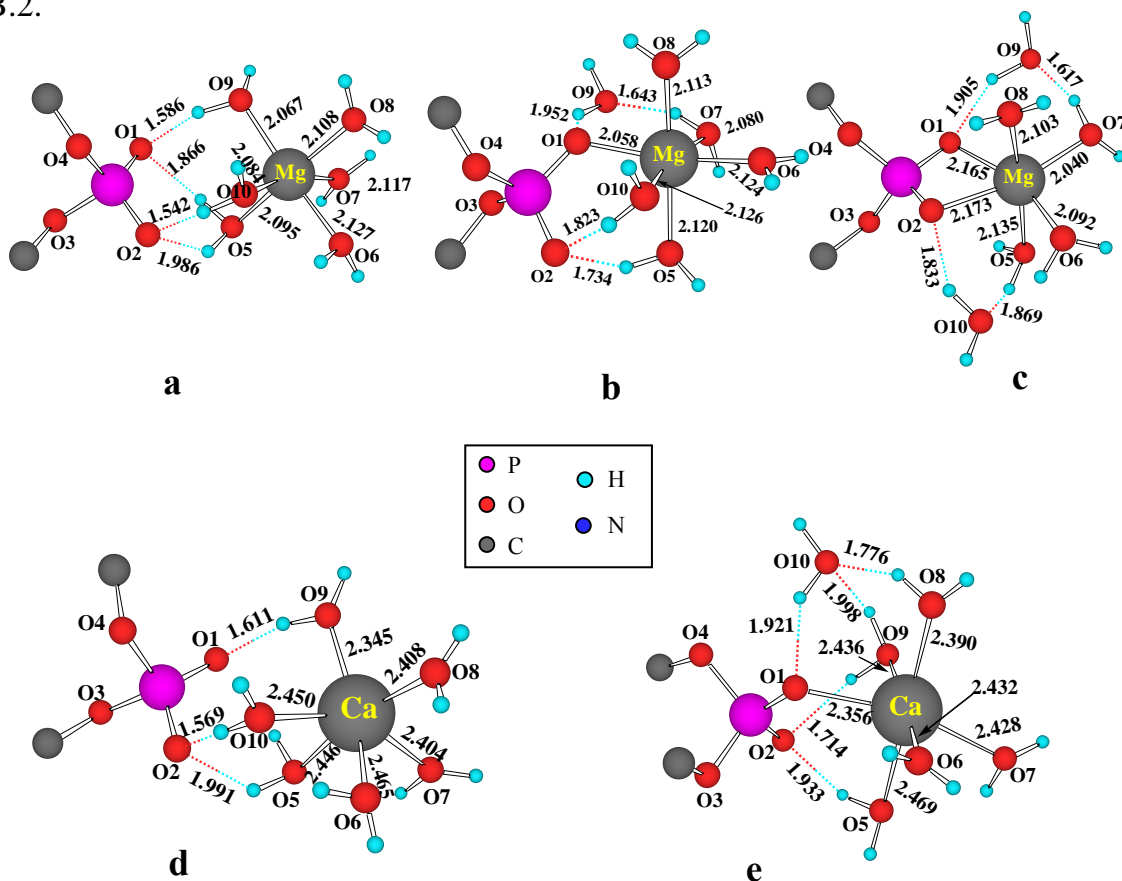 3.2.
O9
1.586
2.067
O8
O1
2.108
O4
1.866
2.084
Mg
O10
2.117
O7
1.542
O3
O2
2.095
O5
2.127
O6
1.986
a
O8
2.113
O9
1.643
O7
1.952
2.080
O4
O1
2.058
Mg
O6
2.124
O10
2.126
O3
1.823
2.120
O2
1.734
O5
b
O9
1.617
O8
1.905
O7
O1
2.103
O4
2.165
Mg
2.040
O2
2.173
2.092
O3
2.135
O5
O6
1.833
O10
1.869
c
P
H
O
N
C
O9
O4
O1
1.611
2.345
2.408
O8
O3
2.450
Ca
1.569
O10
2.404
O2
2.446
1.991
O5
2.465
O7
O6
d
O10
1.776
O8
1.998
1.921
O9
2.390
O4
2.436
O1
2.432
2.356
Ca
2.428
O2
1.714
O6
O7
1.933
2.469
O3
O5
e